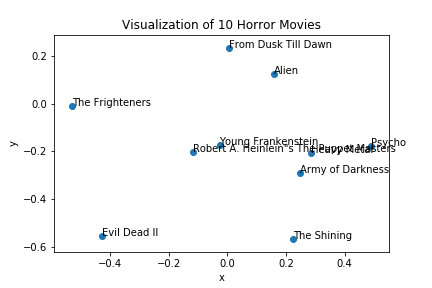 Visualization of 10 Horror Movies
From Dusk Till Dawn
0.2
Alien
0.0
The Frighteners
y
Young Frankenstein
Psycho
Robert A. Heinlein's The Puppet Masters
Heavy Metal
−0.2
Army of Darkness
−0.4
Evil Dead II
The Shining
−0.6
−0.4
−0.2
0.0
0.2
0.4
x